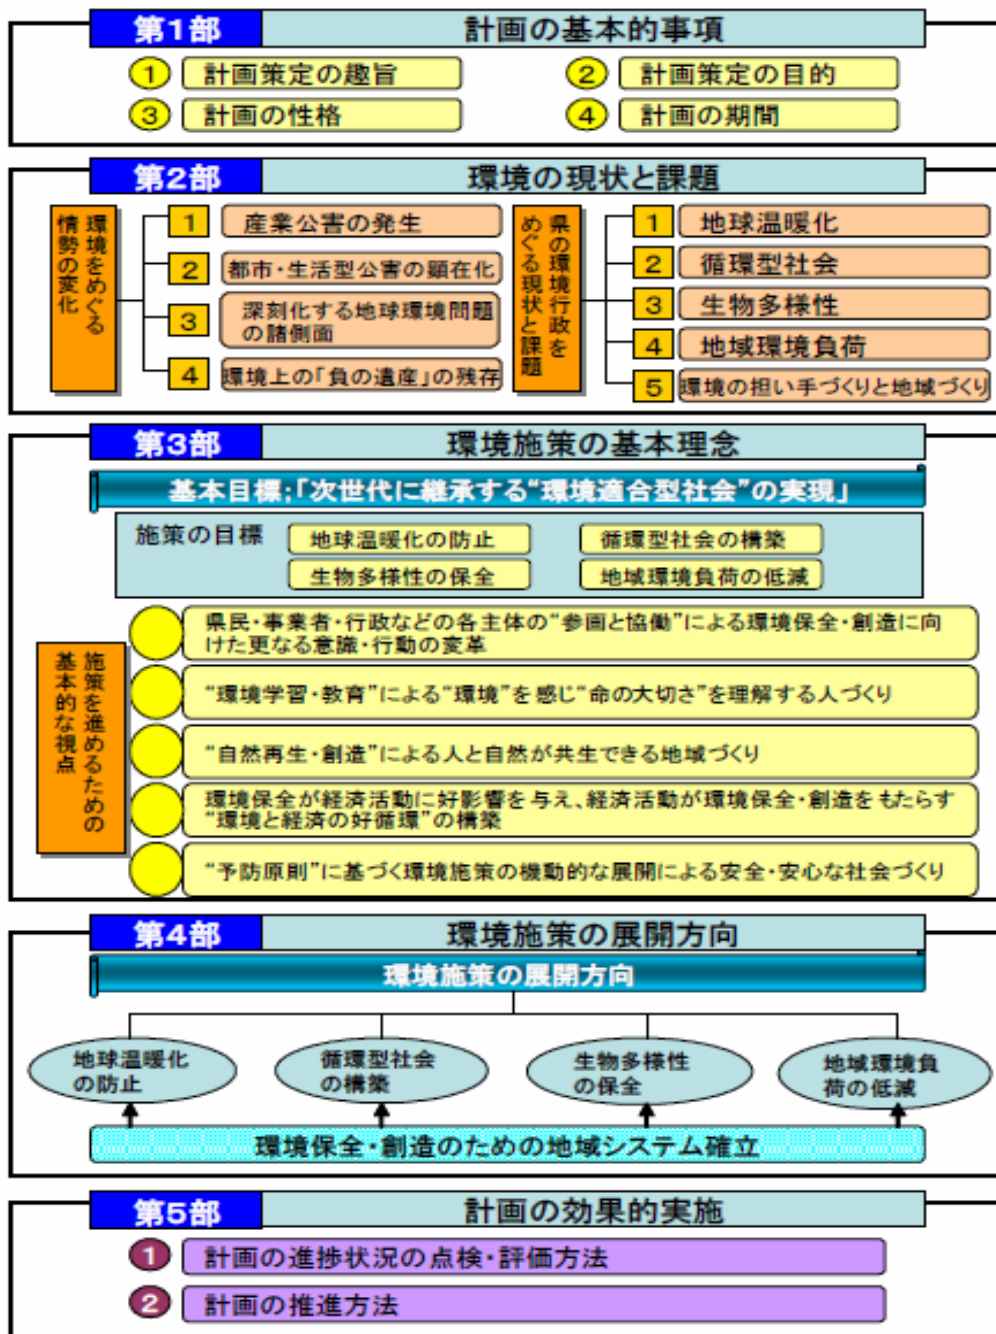 第1部 計画の基本的事項
1 計画策定の趣旨
2 計画策定の目的
3 計画の性格
4 計画の期間
第2部 環境の現状と課題
環境をめぐる
情勢の変化
1 産業公害の発生
2 都市・生活型公害の顕在化
3 深刻化する地球環境問題
の諸側面
4 環境上の「負の遺産」の残存
県の環境行政を
めぐる現状と課題
1 地球温暖化
2 循環型社会
3 生物多様性
4 地域環境負荷
5 環境の担い手づくりと地域づくり
第3部 環境施策の基本理念
基本目標:「次世代に継承する“環境適合型社会”の実現」
施策の目標
地球温暖化の防止
循環型社会の構築
生物多様性の保全
地域環境負荷の低減
施策を進めるための
基本的な視点
県民・事業者・行政などの各主体の“参画と協働”による環境保全・創造に向
けた更なる意識・行動の変革
“環境学習・教育”による“環境”を感じ“命の大切さ”を理解する人づくり
“自然再生・創造”による人と自然が共生できる地域づくり
環境保全が経済活動に好影響を与え、経済活動が環境保全・創造をもたらす
“環境と経済の好循環”の構築
“予防原則”に基づく環境施策の機動的な展開による安全・安心な社会づくり
第4部 環境施策の展開方向
環境施策の展開方向
地球温暖化
の防止
循環型社会
の構築
生物多様性
の保全
地域環境負
荷の低減
環境保全・創造のための地域システム確立
第5部 計画の効果的実施
1 計画の進捗状況の点検・評価方法
2 計画の推進方法